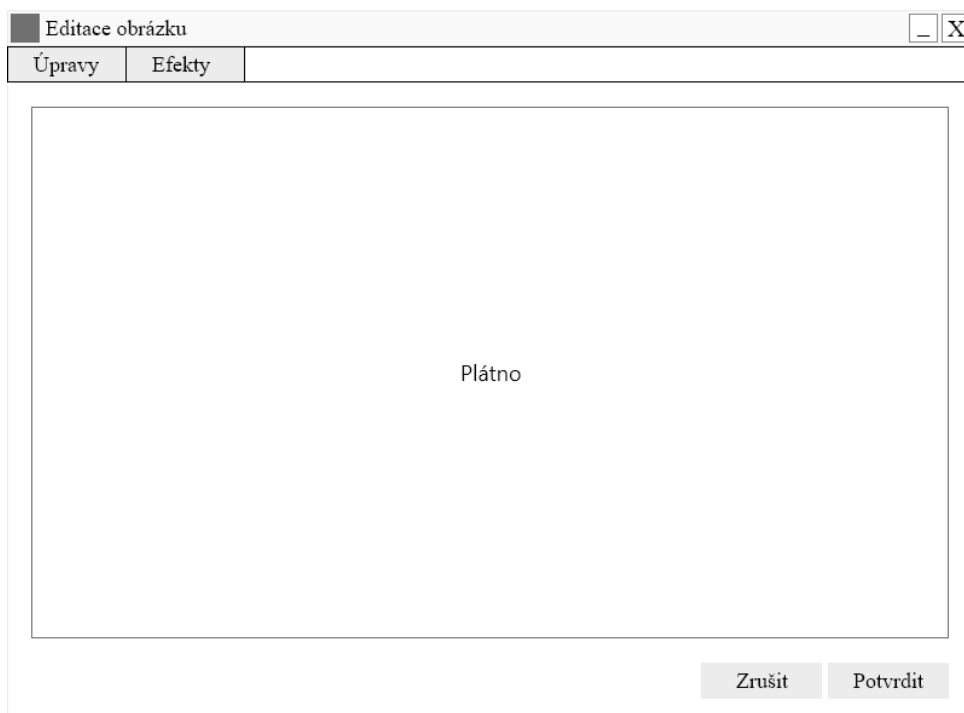 Editace obrázku _ X
Úpravy Efekty
Plátno
Zrušit Potvrdit